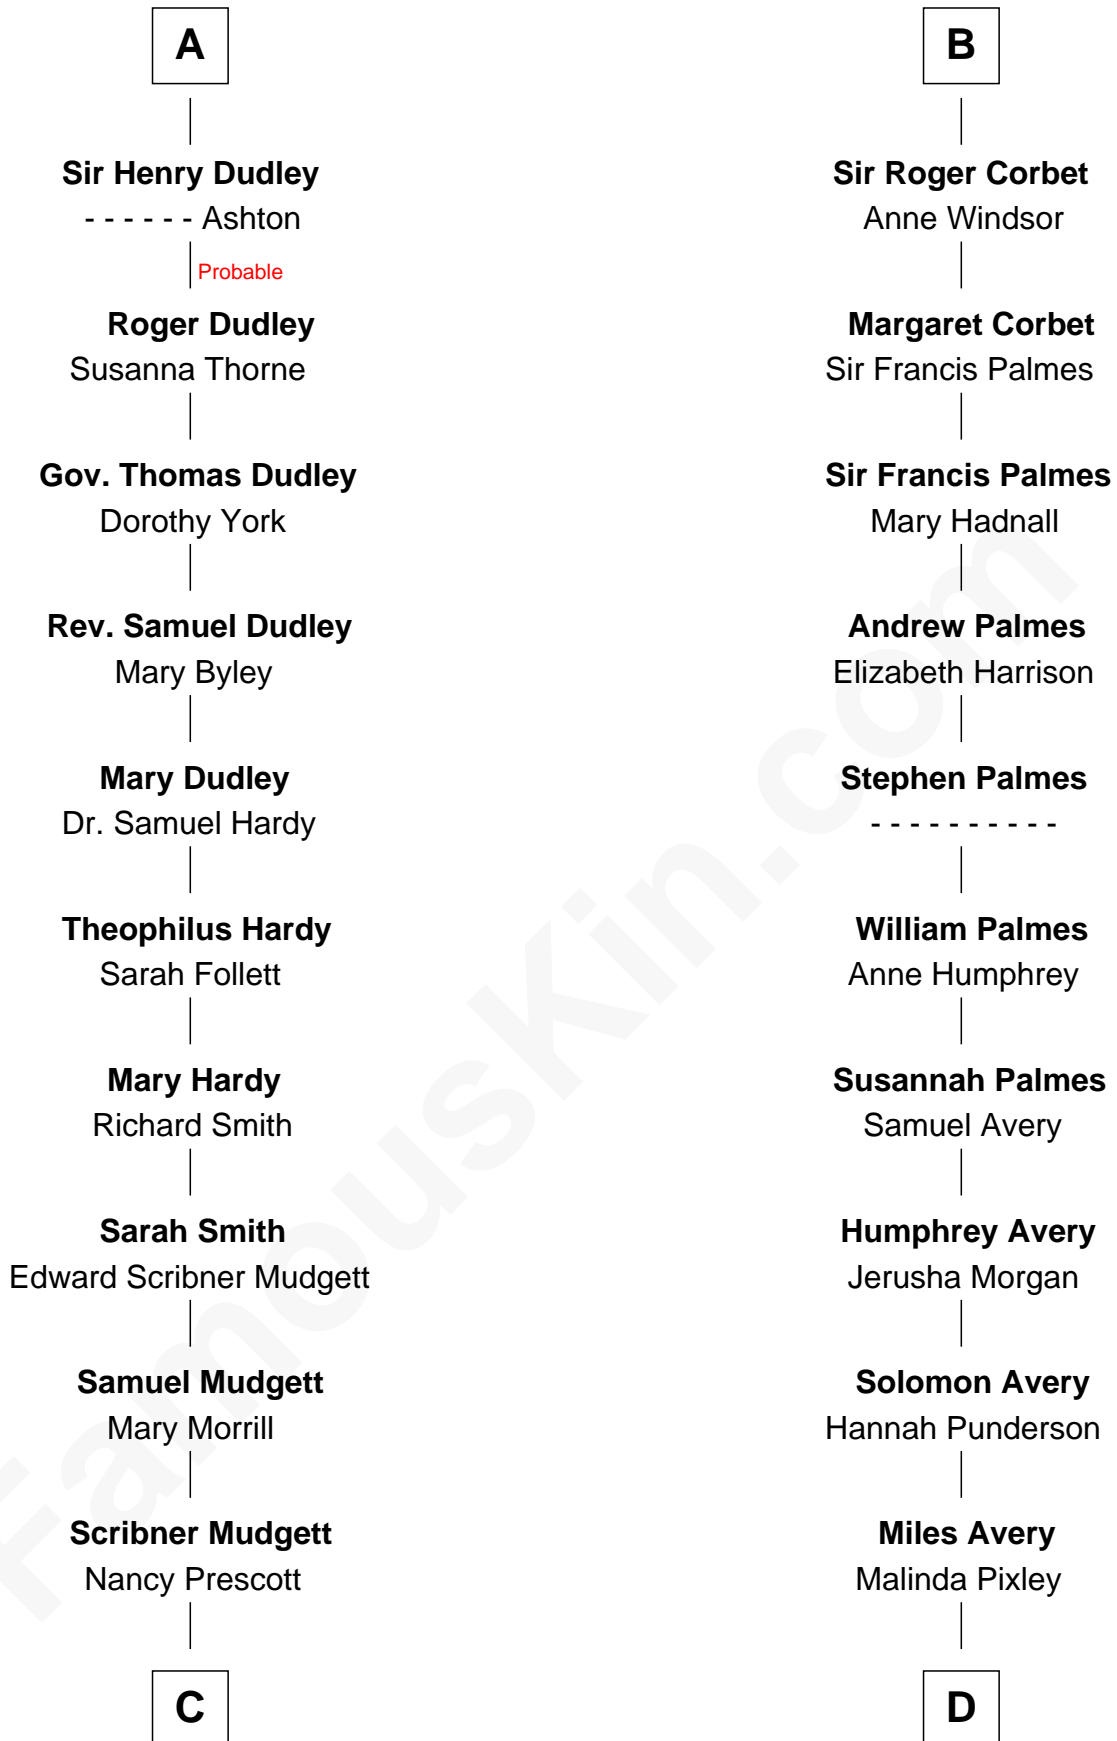 A
Sir Henry Dudley
- - - - - - Ashton
Probable
Roger Dudley
Susanna Thorne
Gov. Thomas Dudley
Dorothy York
Rev. Samuel Dudley
Mary Byley
Mary Dudley
Dr. Samuel Hardy
Theophilus Hardy
Sarah Follett
Mary Hardy
Richard Smith
Sarah Smith
Edward Scribner Mudgett
Samuel Mudgett
Mary Morrill
Scribner Mudgett
Nancy Prescott
C
B
Sir Roger Corbet
Anne Windsor
Margaret Corbet
Sir Francis Palmes
Sir Francis Palmes
Mary Hadnall
Andrew Palmes
Elizabeth Harrison
Stephen Palmes
- - - - - - - - - -
William Palmes
Anne Humphrey
Susannah Palmes
Samuel Avery
Humphrey Avery
Jerusha Morgan
Solomon Avery
Hannah Punderson
Miles Avery
Malinda Pixley
D
FamousKin.com